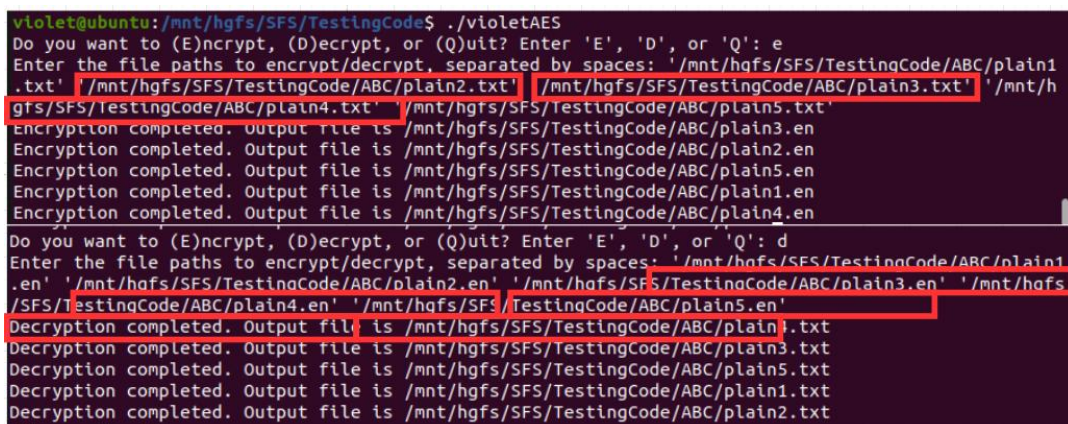 violet@ubuntu:/mnt/hgfs/SFS/TestingCode$ ./violetAES
Do you want to (E)ncrypt, (D)ecrypt, or (Q)uit? Enter 'E', 'D', or 'Q': e
Enter the file paths to encrypt/decrypt, separated by spaces: '/mnt/hgfs/SFS/TestingCode/ABC/plain1
.txt' '/mnt/hgfs/SFS/TestingCode/ABC/plain2.txt' '/mnt/hgfs/SFS/TestingCode/ABC/plain3.txt' '/mnt/h
gfs/SFS/TestingCode/ABC/plain4.txt' '/mnt/hgfs/SFS/TestingCode/ABC/plain5.txt'
Encryption completed. Output file is /mnt/hgfs/SFS/TestingCode/ABC/plain3.en
Encryption completed. Output file is /mnt/hgfs/SFS/TestingCode/ABC/plain2.en
Encryption completed. Output file is /mnt/hgfs/SFS/TestingCode/ABC/plain5.en
Encryption completed. Output file is /mnt/hgfs/SFS/TestingCode/ABC/plain1.en
Encryption completed. Output file is /mnt/hgfs/SFS/TestingCode/ABC/plain4.en
Do you want to (E)ncrypt, (D)ecrypt, or (Q)uit? Enter 'E', 'D', or 'Q': d
Enter the file paths to encrypt/decrypt, separated by spaces: '/mnt/hgfs/SFS/TestingCode/ABC/plain1
.en' '/mnt/hgfs/SFS/TestingCode/ABC/plain2.en' '/mnt/hgfs/SFS/TestingCode/ABC/plain3.en' '/mnt/hgfs
/SFS/TestingCode/ABC/plain4.en' '/mnt/hgfs/SFS/TestingCode/ABC/plain5.en'
Decryption completed. Output file is /mnt/hgfs/SFS/TestingCode/ABC/plain4.txt
Decryption completed. Output file is /mnt/hgfs/SFS/TestingCode/ABC/plain3.txt
Decryption completed. Output file is /mnt/hgfs/SFS/TestingCode/ABC/plain5.txt
Decryption completed. Output file is /mnt/hgfs/SFS/TestingCode/ABC/plain1.txt
Decryption completed. Output file is /mnt/hgfs/SFS/TestingCode/ABC/plain2.txt